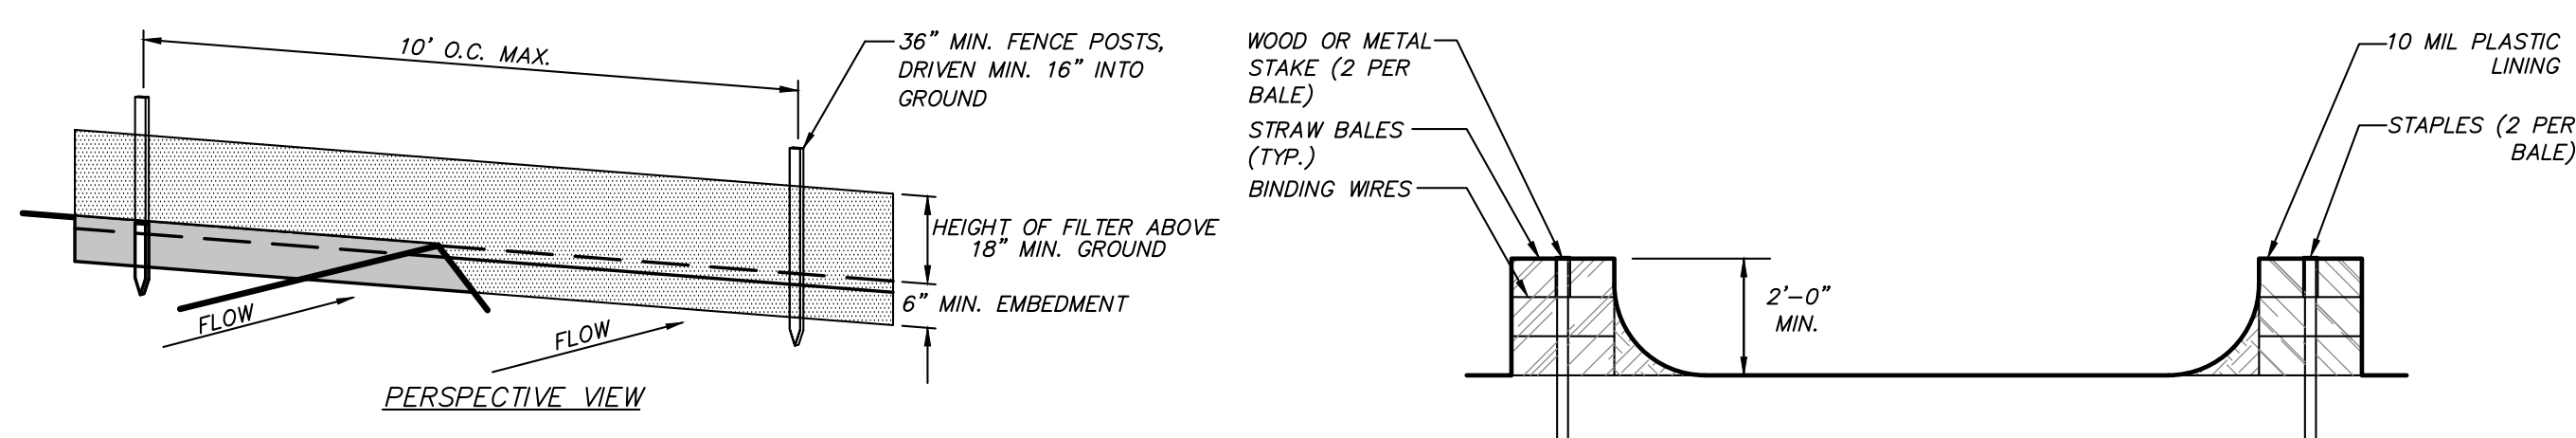 10' O.C. MAX.
36" MIN. FENCE POSTS,
DRIVEN MIN. 16" INTO
GROUND
HEIGHT OF FILTER ABOVE
18" MIN. GROUND
6" MIN. EMBEDMENT
FLOW
FLOW
PERSPECTIVE VIEW
WOOD OR METAL
STAKE (2 PER
BALE)
STRAW BALES
(TYP.)
BINDING WIRES
2'-0"
MIN.
10 MIL PLASTIC
LINING
STAPLES (2 PER
BALE)